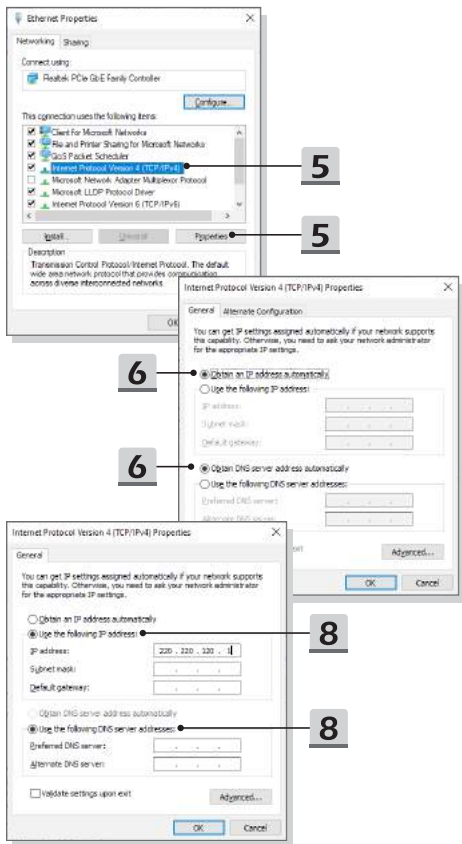 Ethernet Properties
Networking Sharing
Connect using:
Realtek PCIe GbE Family Controller
Configure...
This connection uses the following items:
Client for Microsoft Networks
File and Printer Sharing for Microsoft Networks
QoS Packet Scheduler
Internet Protocol Version 4 (TCP/IPv4)
5
Microsoft Network Adapter Multiplexor Protocol
Microsoft LLDP Protocol Driver
Internet Protocol Version 6 (TCP/IPv6)
Install...
Uninstall
Properties
5
Description
Transmission Control Protocol/Internet Protocol. The default
wide area network protocol that provides communication
across diverse interconnected networks.
OK
Internet Protocol Version 4 (TCP/IPv4) Properties
General Alternate Configuration
You can get IP settings assigned automatically if your network supports
this capability. Otherwise, you need to ask your network administrator
for the appropriate IP settings.
6
Obtain an IP address automatically
Use the following IP address:
IP address:
Subnet mask:
Default gateway:
6
Obtain DNS server address automatically
Use the following DNS server addresses:
Preferred DNS server:
Alternate DNS server:
exit
Advanced...
OK
Cancel
Internet Protocol Version 4 (TCP/IPv4) Properties
General
You can get IP settings assigned automatically if your network supports
this capability. Otherwise, you need to ask your network administrator
for the appropriate IP settings.
Obtain an IP address automatically
Use the following IP address:
8
IP address:
220 . 220 . 120 . 1
Subnet mask:
Default gateway:
Obtain DNS server address automatically
Use the following DNS server addresses:
8
Preferred DNS server:
Alternate DNS server:
Validate settings upon exit
Advanced...
OK
Cancel